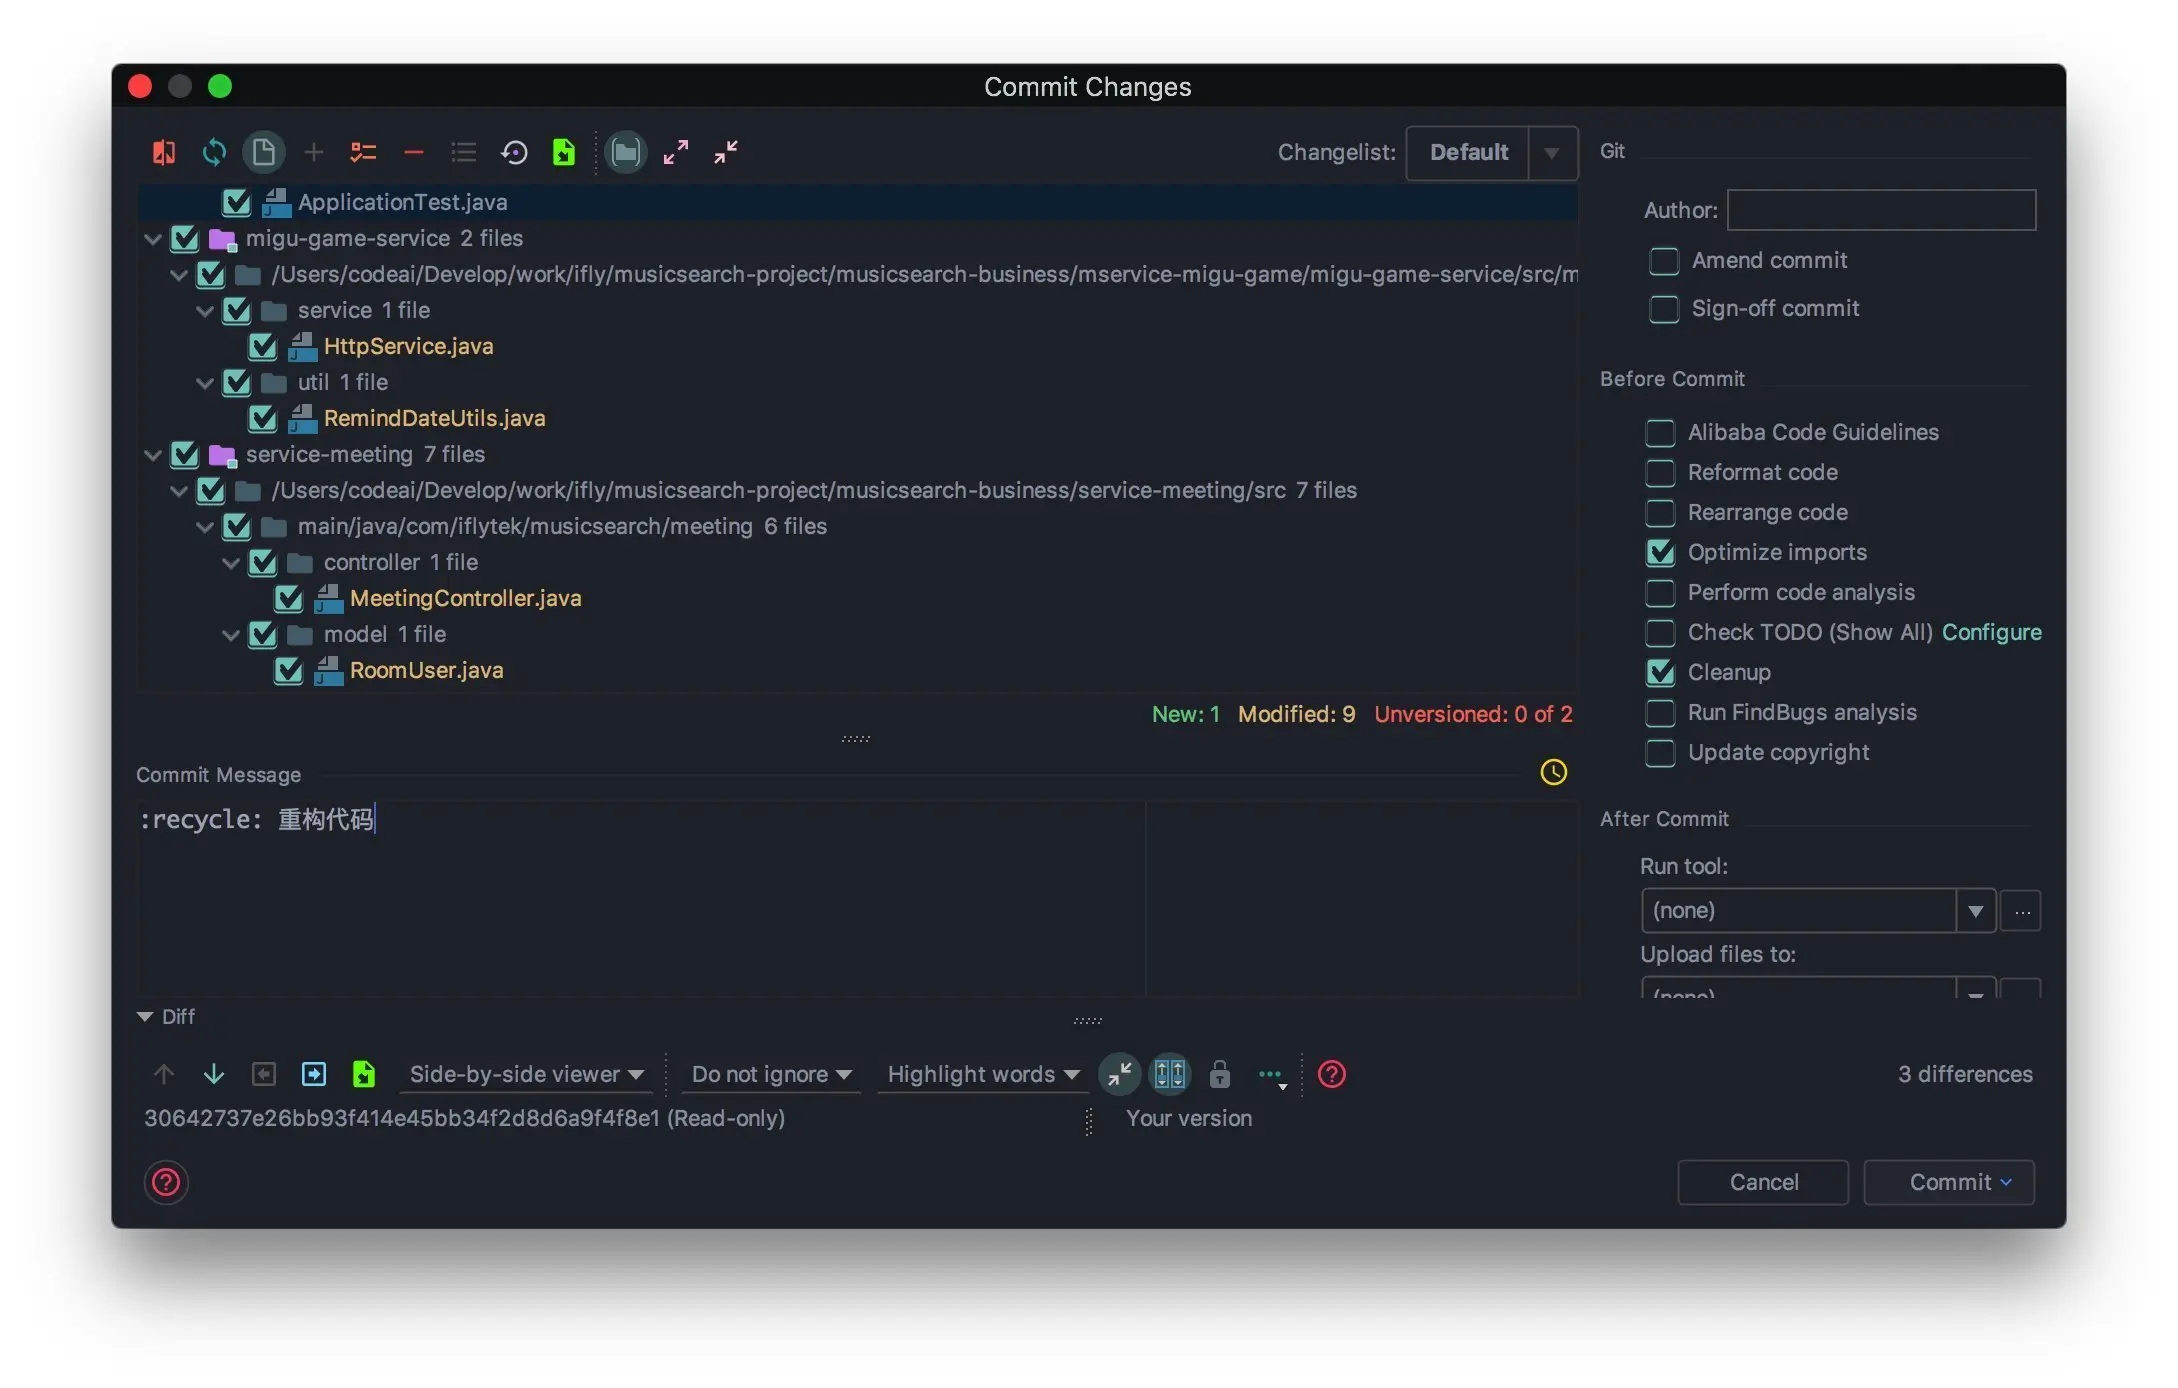 Commit Changes
Changelist: Default
ApplicationTest.java
migu-game-service 2 files
/Users/codeai/Develop/work/ifly/musicsearch-project/musicsearch-business/mservice-migu-game/migu-game-service/src/m
service 1 file
HttpService.java
util 1 file
RemindDateUtils.java
service-meeting 7 files
/Users/codeai/Develop/work/ifly/musicsearch-project/musicsearch-business/service-meeting/src 7 files
main/java/com/iflytek/musicsearch/meeting 6 files
controller 1 file
MeetingController.java
model 1 file
RoomUser.java
New: 1 Modified: 9 Unversioned: 0 of 2
Commit Message
:recycle: 重构代码
Git
Author:
Amend commit
Sign-off commit
Before Commit
Alibaba Code Guidelines
Reformat code
Rearrange code
Optimize imports
Perform code analysis
Check TODO (Show All) Configure
Cleanup
Run FindBugs analysis
Update copyright
After Commit
Run tool:
(none)
...
Upload files to:
(none)
Diff
Side-by-side viewer Do not ignore Highlight words 3 differences
30642737e26bb93f414e45bb34f2d8d6a9f4f8e1 (Read-only) Your version
Cancel Commit